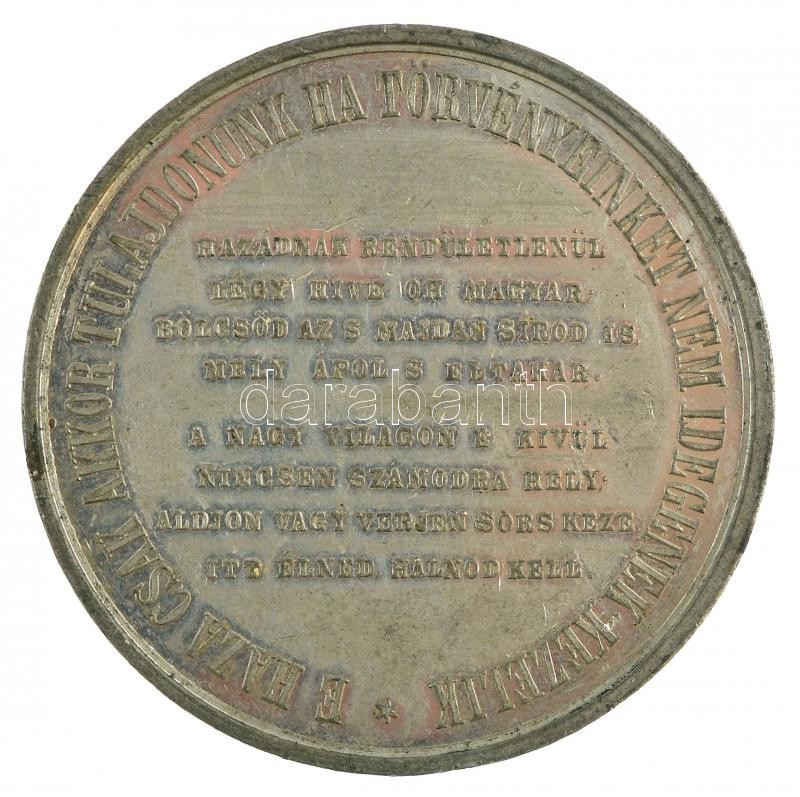 E HAZA CSAK AKKOR TULAJDONUNK HA TÖRVÉNYEINKET NEM IDEGENEK KEZELIK
HAZÁDNAK RENDÜLETLENÜL
LÉGY HIVE OH MAGYAR
BÖLCSŐD AZ S MAJDAN SIROD IS
MELY ÁPOL S ELTAKAR.
darabanth
A NAGY VILÁGON E KIVÜL
NINCSEN SZÁMODRA HELY
ÁLDJON VAGY VERJEN SORS KEZE
ITT ÉLNED, HALNOD KELL